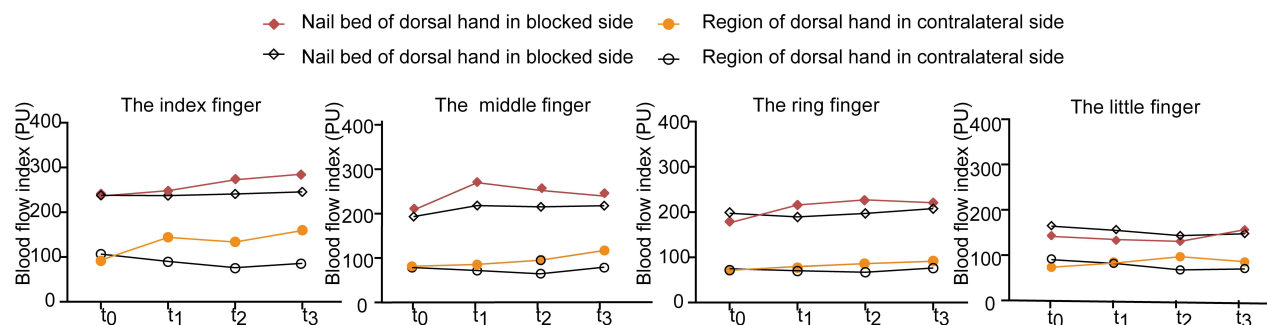 Nail bed of dorsal hand in blocked side
Region of dorsal hand in contralateral side
Nail bed of dorsal hand in blocked side
Region of dorsal hand in contralateral side
The index finger
Blood flow index (PU)
400
300
200
100
0
t0 t1 t2 t3
The middle finger
Blood flow index (PU)
400
300
200
100
0
t0 t1 t2 t3
The ring finger
Blood flow index (PU)
400
300
200
100
0
t0 t1 t2 t3
The little finger
Blood flow index (PU)
400
300
200
100
0
t0 t1 t2 t3